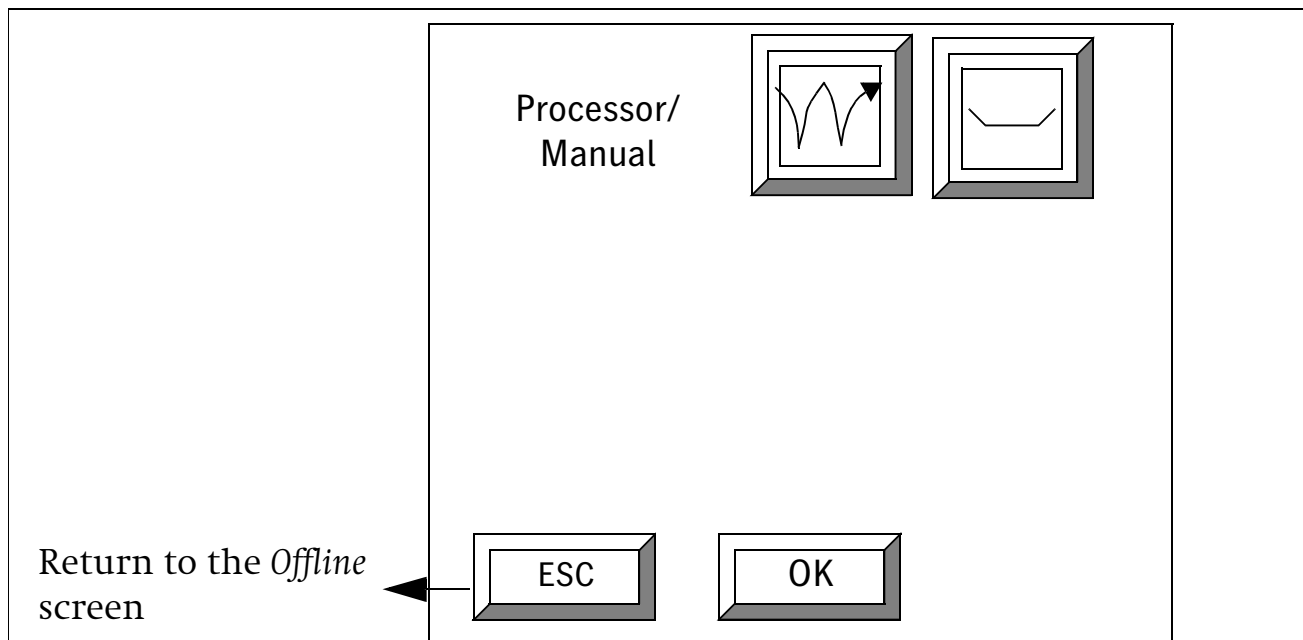 Processor/
Manual
Return to the Offline
screen
ESC
OK